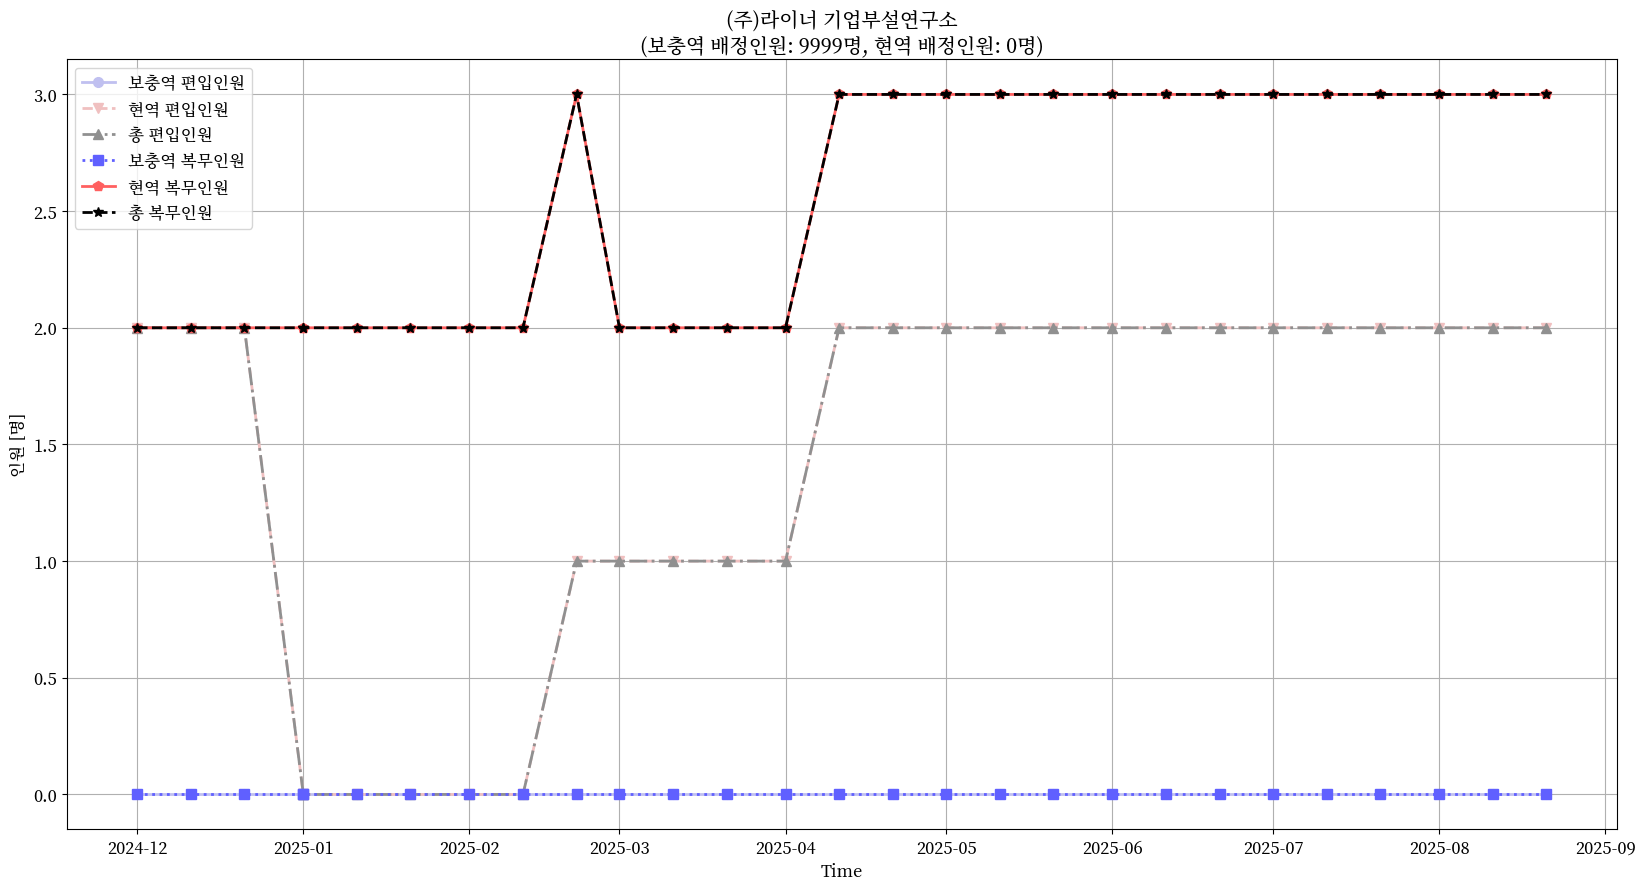 (주)라이너 기업부설연구소
(보충역 배정인원: 9999명, 현역 배정인원: 0명)
보충역 편입인원
현역 편입인원
총 편입인원
보충역 복무인원
현역 복무인원
총 복무인원
3.0
2.5
2.0
1.5
1.0
0.5
0.0
인원 [명]
2024-12 2025-01 2025-02 2025-03 2025-04 2025-05 2025-06 2025-07 2025-08 2025-09
Time